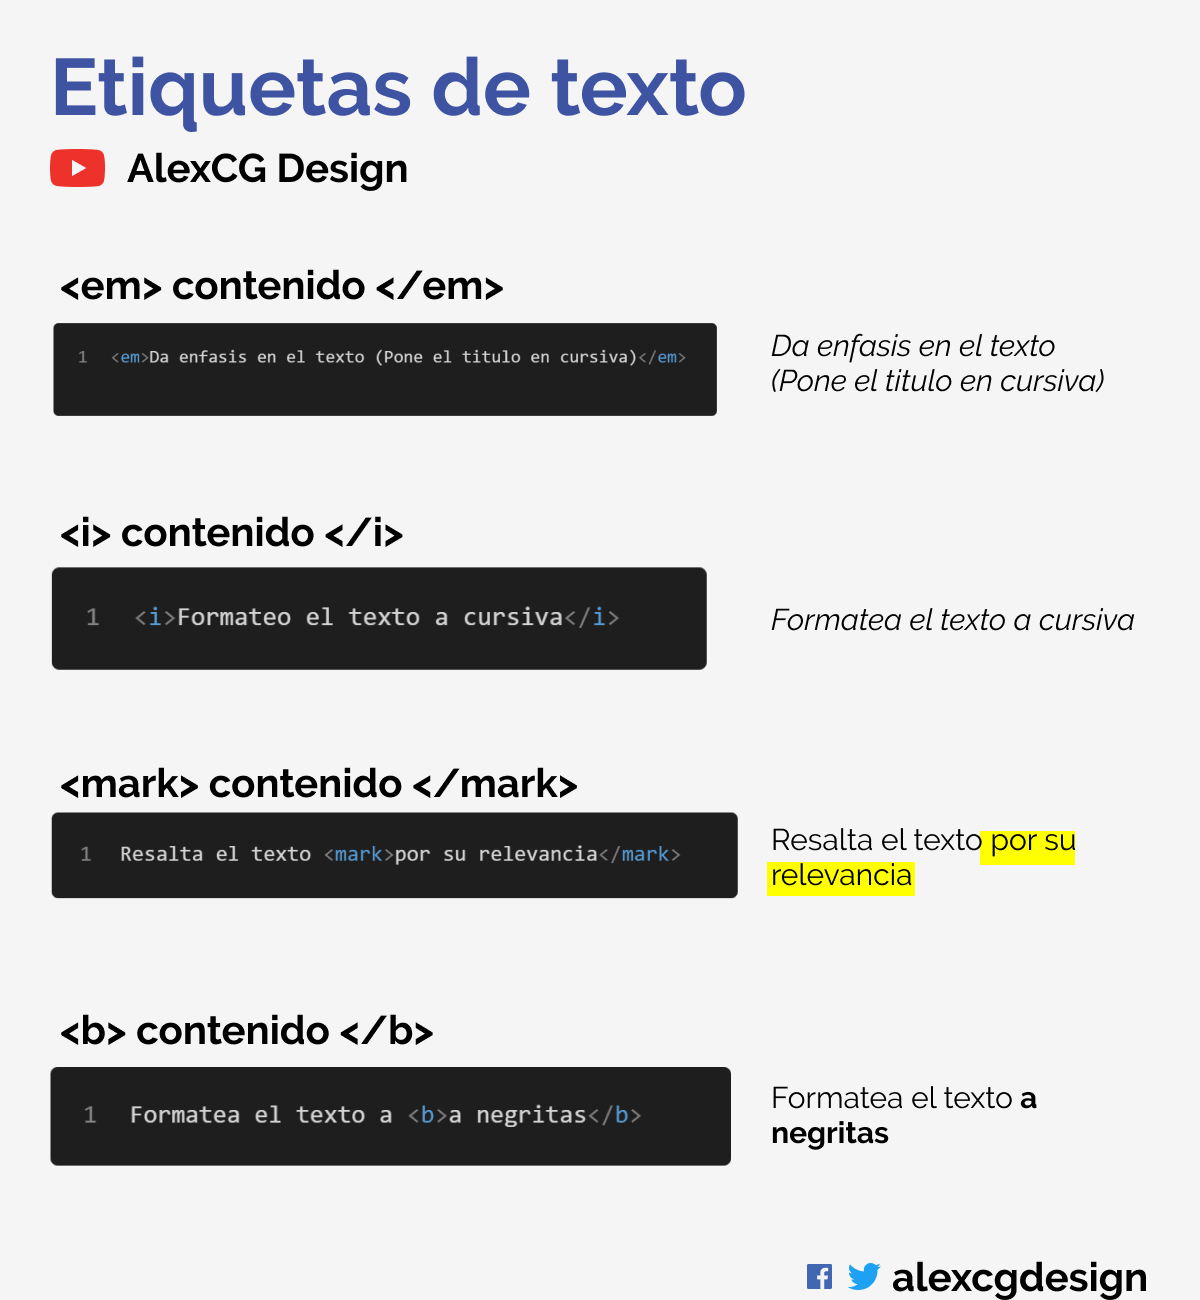 Etiquetas de texto
AlexCG Design
<em> contenido </em>
1 <em>Da enfasis en el texto (Pone el titulo en cursiva)</em>
Da enfasis en el texto
(Pone el titulo en cursiva)
<i> contenido </i>
1 <i>Formateo el texto a cursiva</i>
Formatea el texto a cursiva
<mark> contenido </mark>
1 Resalta el texto <mark>por su relevancia</mark>
Resalta el texto por su
relevancia
<b> contenido </b>
1 Formatea el texto a <b>a negritas</b>
Formatea el texto a
negritas
alexcgdesign